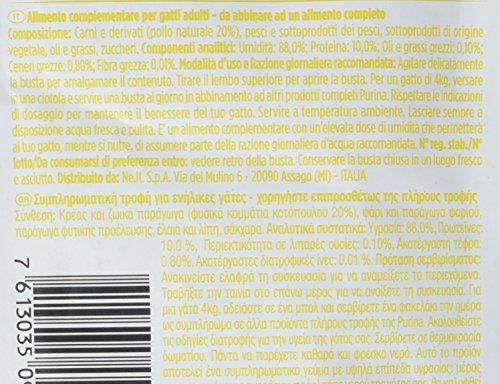 IT Alimento complementare per gatti adulti - da abbinare ad un alimento completo
Composizione: Carni e derivati (pollo naturale 20%), pesci e sottoprodotti dei pesci, sottoprodotti di origine
vegetale, oli e grassi, zuccheri. Componenti analitici: Umidità: 88,0%; Proteina: 10,0%; Oli e grassi grezzi: 0,10%;
Ceneri grezze: 0,80%; Fibra grezza: 0,01%. Modalità d'uso e Razione giornaliera raccomandata: Agitare delicatamente
la busta per amalgamare il contenuto. Tirare il lembo superiore per aprire la busta. Per un gatto di 4kg, versare
in una ciotola e servire una busta al giorno in abbinamento ad altri prodotti completi Purina. Rispettare le indicazioni
di dosaggio per mantenere il benessere del tuo gatto. Servire a temperatura ambiente. Lasciare sempre a
disposizione acqua fresca e pulita. E' un alimento complementare con un'elevata dose di umidità che permetterà
al tuo gatto, mentre si nutre, di assumere parte della razione giornaliera d'acqua raccomandata. N° reg. stab./N°
lotto/Da consumarsi di preferenza entro: vedere retro della busta. Conservare la busta chiusa in un luogo fresco
e asciutto. Distribuito da: Ne.It. S.p.A. Via del Mulino 6 - 20090 Assago (MI) - ITALIA
GR Συμπληρωματική τροφή για ενήλικες γάτες - χορηγήστε επιπροσθέτως της πλήρους τροφής
Σύνθεση: Κρέας και ζωικά παράγωγα (φυσικά κομμάτια κοτόπουλου 20%), ψάρι και παράγωγα ψαριού,
παράγωγα φυτικής προέλευσης, έλαια και λίπη, σάκχαρα. Αναλυτικά συστατικά: Υγρασία: 88.0%, Πρωτεΐνες:
10.0 %, Περιεκτικότητα σε λιπαρές ουσίες: 0.10%, Ακατέργαστη τέφρα:
0.80%, Ακατέργαστες διατροφικές ίνες: 0.01 %. Πρόταση σερβιρίσματος:
Ανακινείστε ελαφρά τη συσκευασία για να αναμείξετε το περιεχόμενο.
Τραβήξτε την ταινία στο επάνω μέρος για να ανοίξετε τη συσκευασία. Για
μία γάτα 4kg, αδειάστε σε ένα μπολ και σερβίρετε ένα φακελάκι την ημέρα
ως συμπλήρωμα σε άλλα προϊόντα πλήρους τροφής της Purina. Ακολουθείστε
τις οδηγίες διατροφής για την υγεία της γάτας σας. Σερβίρετε σε θερμοκρασία
δωματίου. Πάντα να παρέχετε καθαρό και φρέσκο νερό. Αυτό το προϊόν
αποτελεί ένα συμπληρωματικό γεύμα με υψηλά επίπεδα υγρασίας, μέρος
7 613035 0